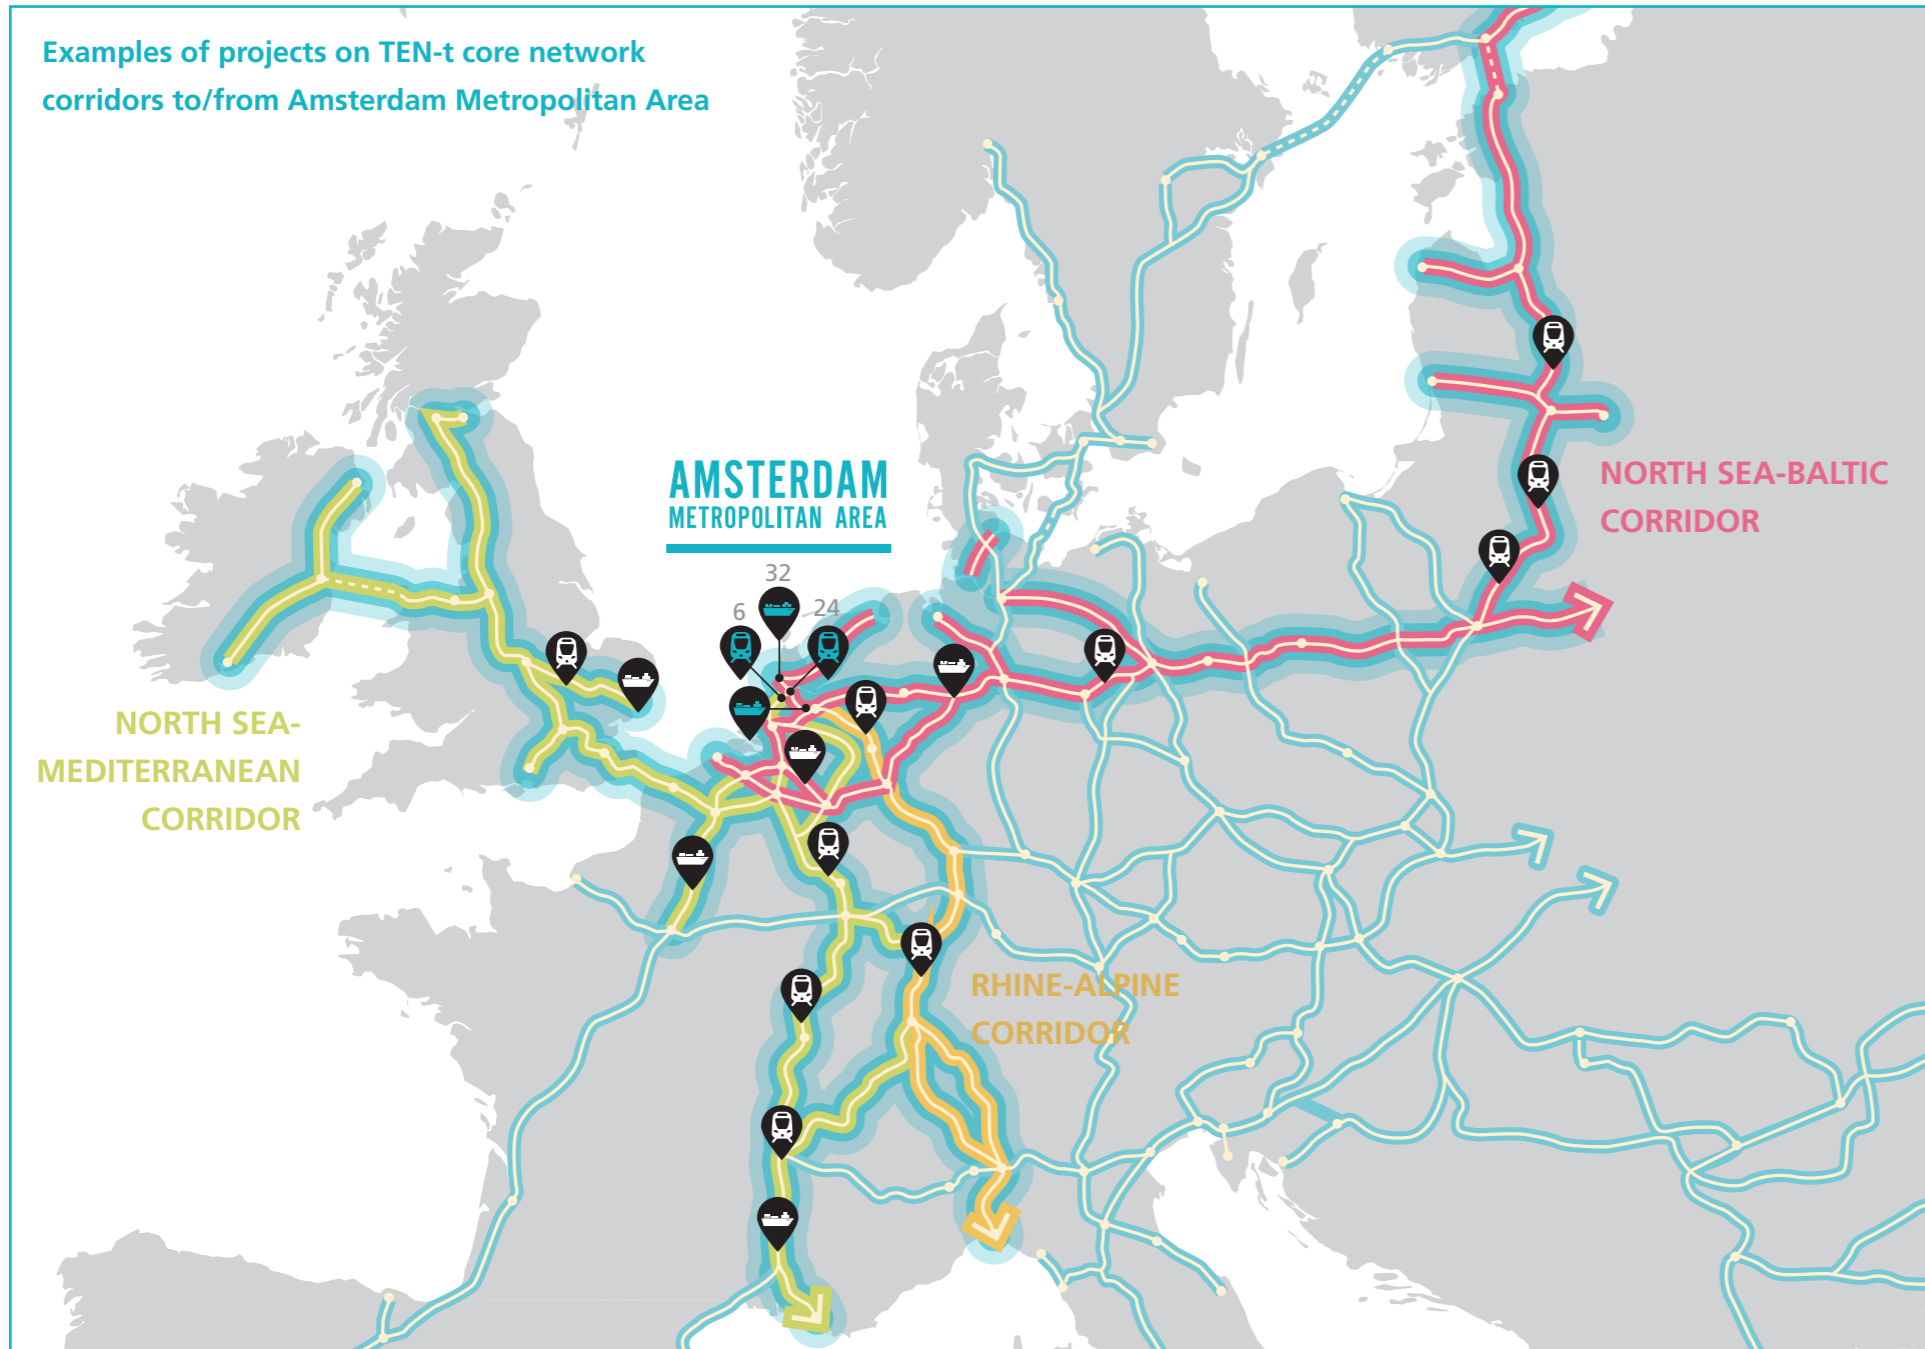 Examples of projects on TEN-t core network
corridors to/from Amsterdam Metropolitan Area
AMSTERDAM
METROPOLITAN AREA
32
6
24
NORTH SEA-BALTIC
CORRIDOR
NORTH SEA-
MEDITERRANEAN
CORRIDOR
RHINE-ALPINE
CORRIDOR